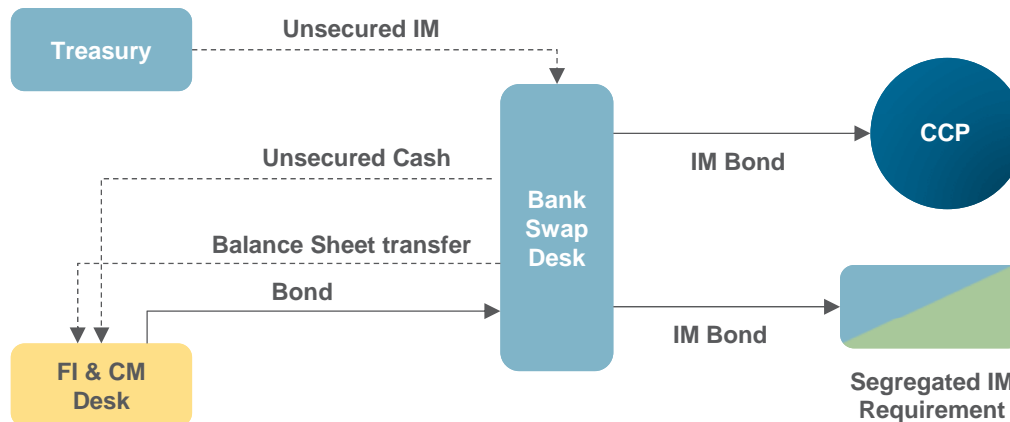 Unsecured IM
Treasury
CCP
Unsecured Cash
IM Bond
Bank
Swap
Desk
Balance Sheet transfer
Bond
IM Bond
FI & CM
Desk
Segregated IM
Requirement